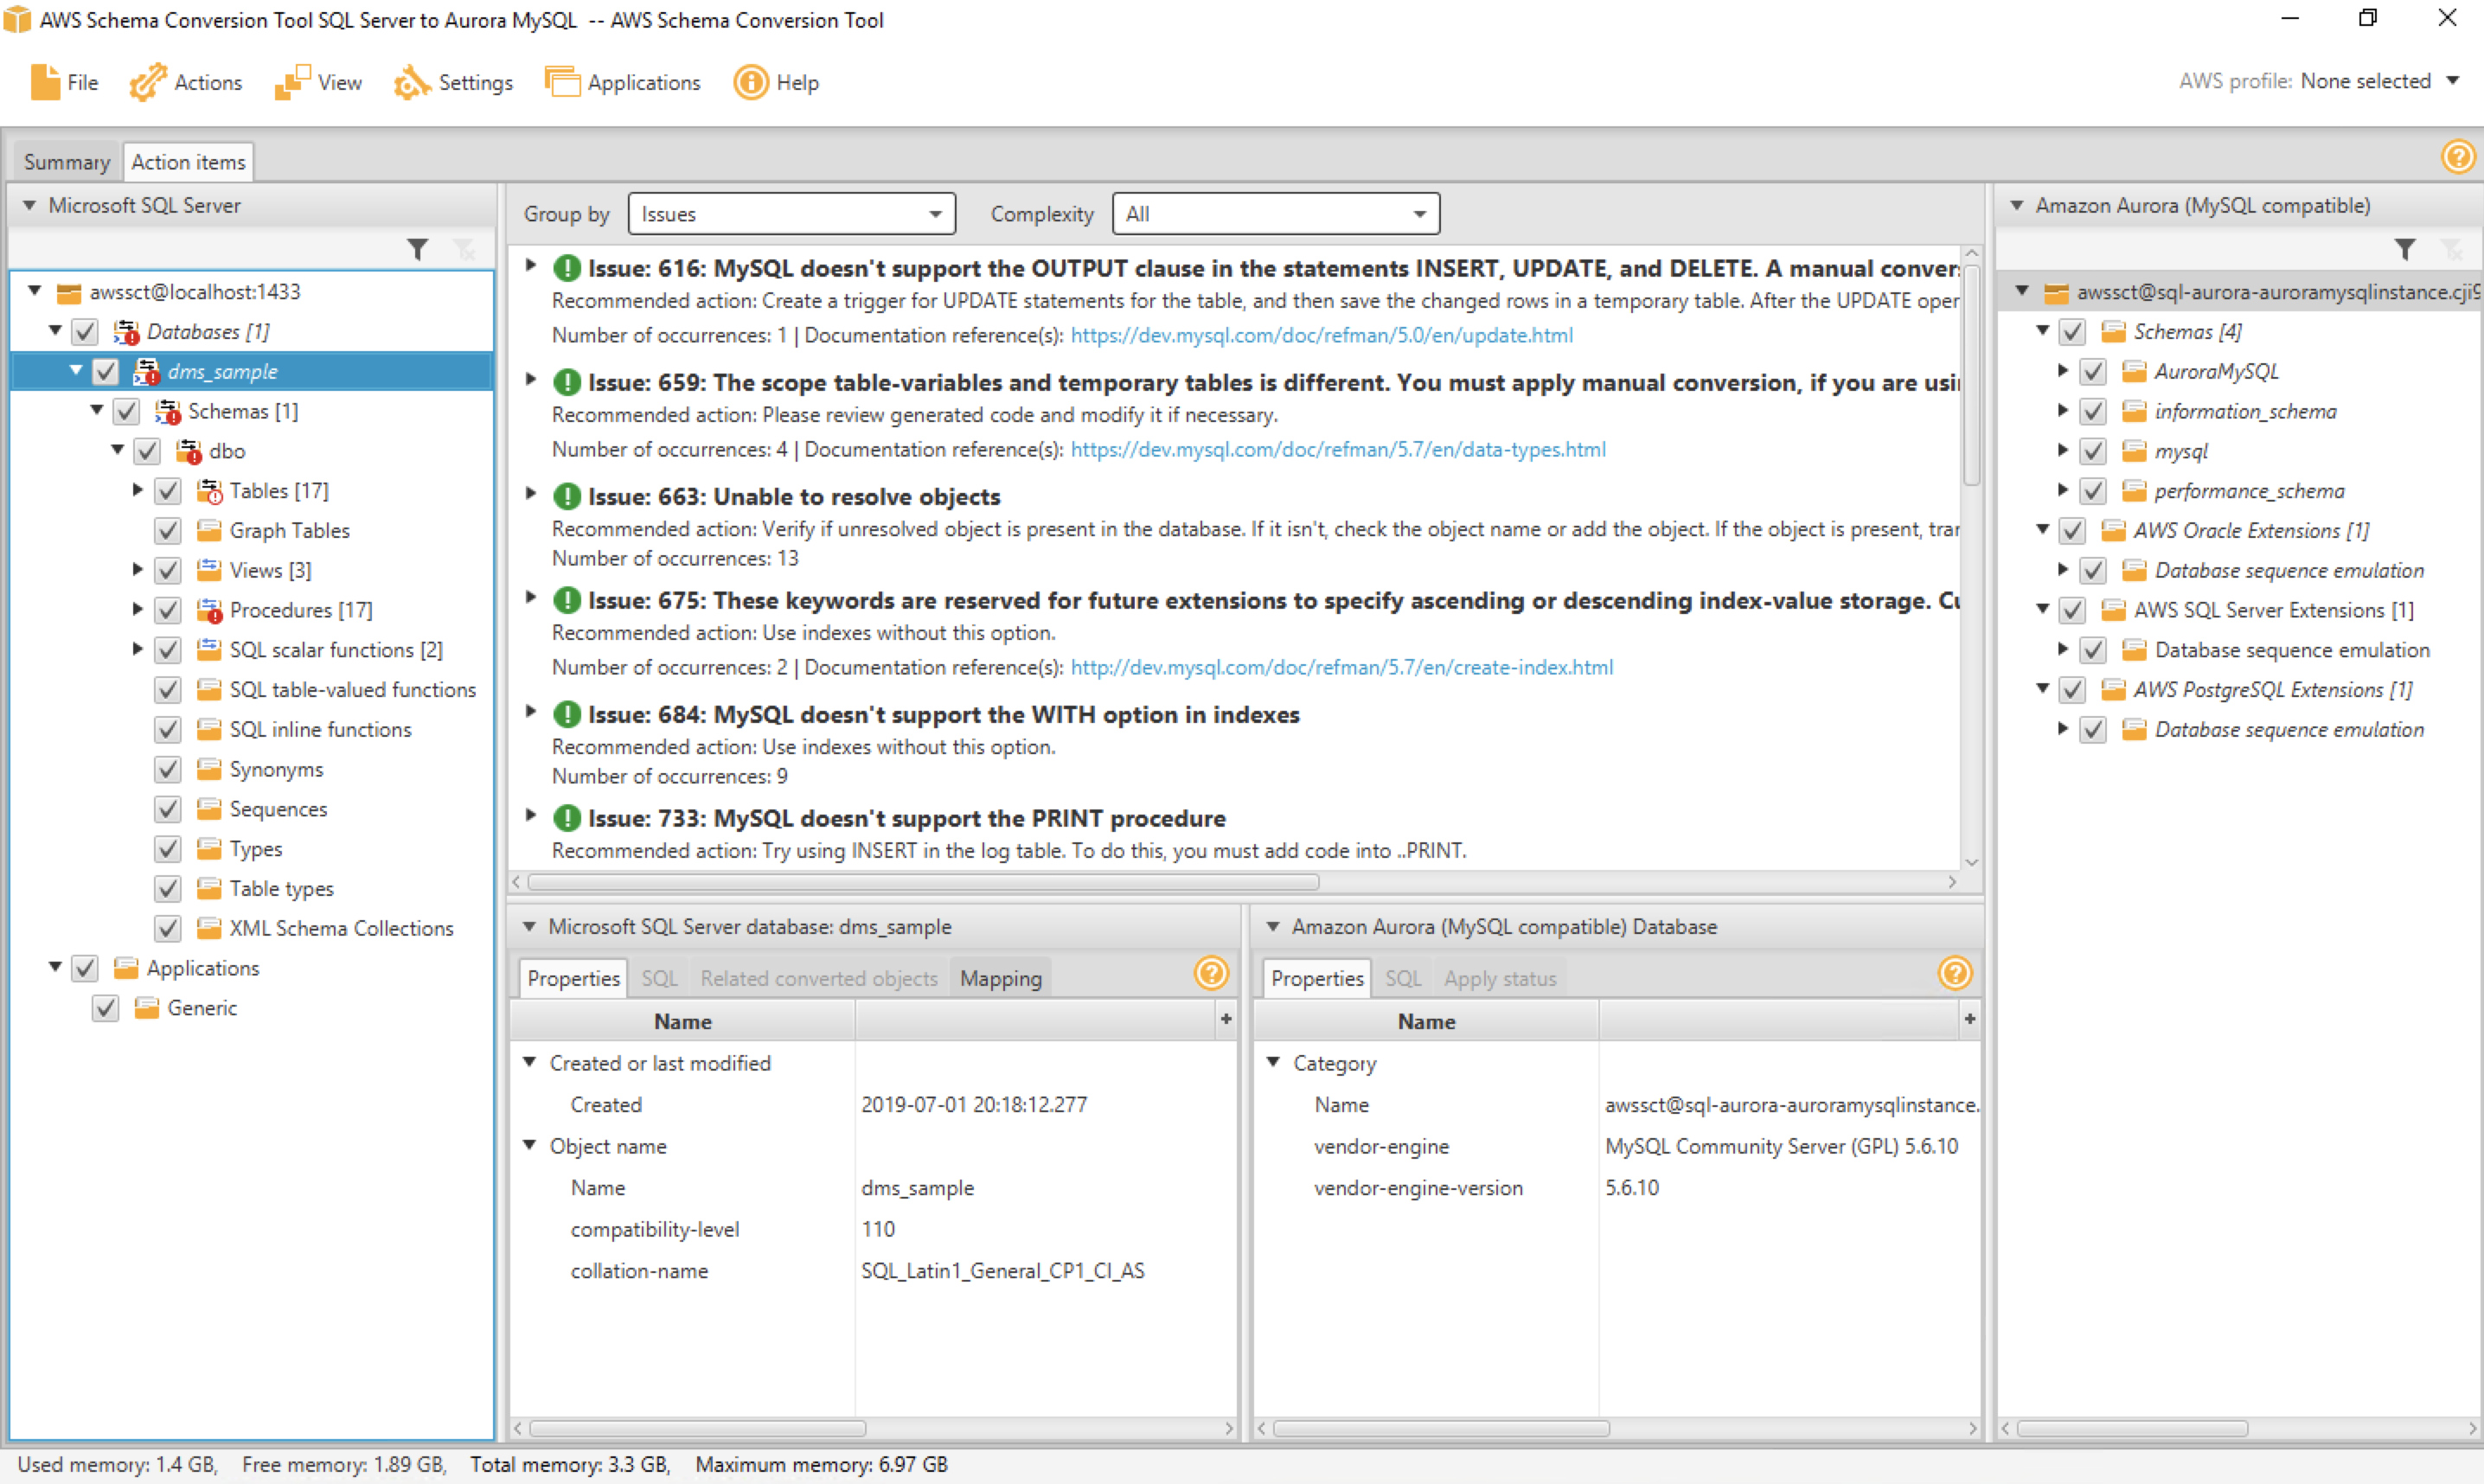 AWS Schema Conversion Tool SQL Server to Aurora MySQL -- AWS Schema Conversion Tool
File Actions View Settings Applications Help
AWS profile: None selected
Summary Action items
Microsoft SQL Server
awssct@localhost:1433
Databases [1]
dms_sample
Schemas [1]
dbo
Tables [17]
Graph Tables
Views [3]
Procedures [17]
SQL scalar functions [2]
SQL table-valued functions
SQL inline functions
Synonyms
Sequences
Types
Table types
XML Schema Collections
Applications
Generic
Group by Issues Complexity All
Issue: 616: MySQL doesn't support the OUTPUT clause in the statements INSERT, UPDATE, and DELETE. A manual conver
Recommended action: Create a trigger for UPDATE statements for the table, and then save the changed rows in a temporary table. After the UPDATE oper
Number of occurrences: 1 | Documentation reference(s): https://dev.mysql.com/doc/refman/5.0/en/update.html
Issue: 659: The scope table-variables and temporary tables is different. You must apply manual conversion, if you are usi
Recommended action: Please review generated code and modify it if necessary.
Number of occurrences: 4 | Documentation reference(s): https://dev.mysql.com/doc/refman/5.7/en/data-types.html
Issue: 663: Unable to resolve objects
Recommended action: Verify if unresolved object is present in the database. If it isn't, check the object name or add the object. If the object is present, tran
Number of occurrences: 13
Issue: 675: These keywords are reserved for future extensions to specify ascending or descending index-value storage. Cu
Recommended action: Use indexes without this option.
Number of occurrences: 2 | Documentation reference(s): http://dev.mysql.com/doc/refman/5.7/en/create-index.html
Issue: 684: MySQL doesn't support the WITH option in indexes
Recommended action: Use indexes without this option.
Number of occurrences: 9
Issue: 733: MySQL doesn't support the PRINT procedure
Recommended action: Try using INSERT in the log table. To do this, you must add code into ..PRINT.
Microsoft SQL Server database: dms_sample
Properties SQL Related converted objects Mapping
Name
Created or last modified
Created 2019-07-01 20:18:12.277
Object name
Name dms_sample
compatibility-level 110
collation-name SQL_Latin1_General_CP1_CI_AS
Amazon Aurora (MySQL compatible) Database
Properties SQL Apply status
Name
Category
Name awssct@sql-aurora-auroramysqlinstance.
vendor-engine MySQL Community Server (GPL) 5.6.10
vendor-engine-version 5.6.10
Amazon Aurora (MySQL compatible)
awssct@sql-aurora-auroramysqlinstance.cji9
Schemas [4]
AuroraMySQL
information_schema
mysql
performance_schema
AWS Oracle Extensions [1]
Database sequence emulation
AWS SQL Server Extensions [1]
Database sequence emulation
AWS PostgreSQL Extensions [1]
Database sequence emulation
Used memory: 1.4 GB, Free memory: 1.89 GB, Total memory: 3.3 GB, Maximum memory: 6.97 GB